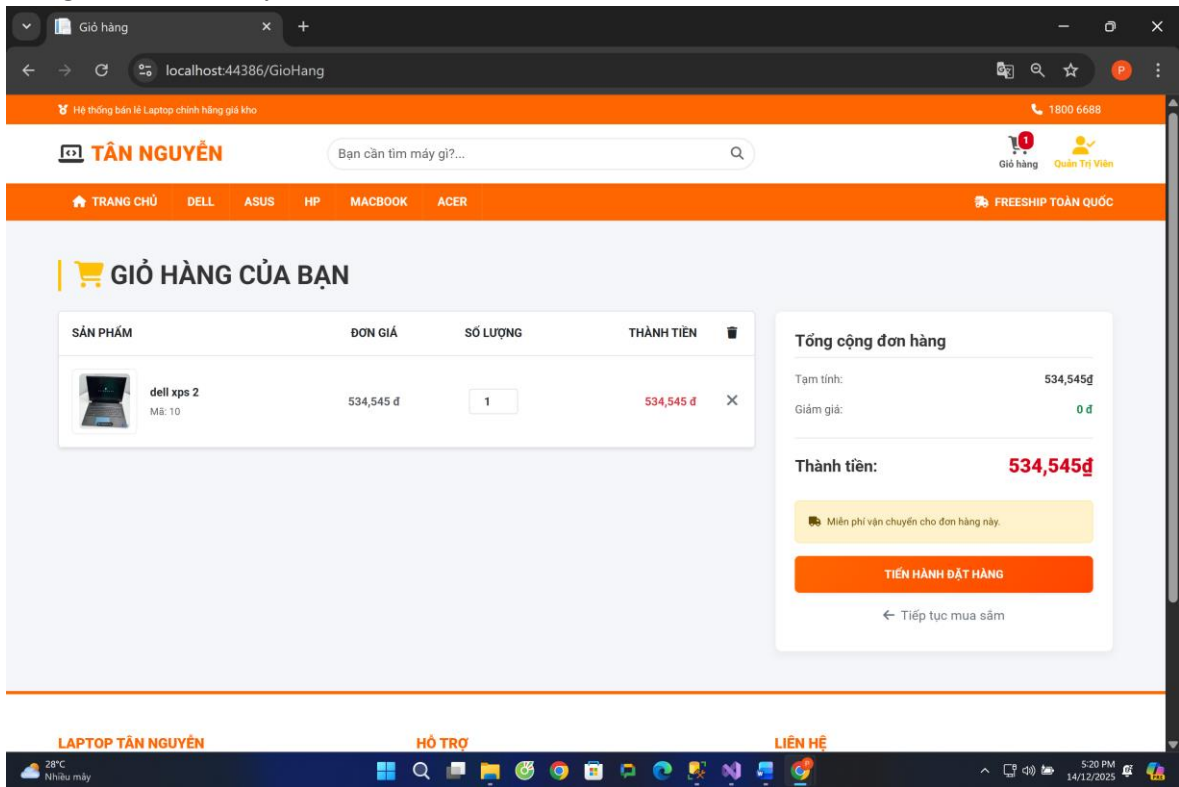 Giỏ hàng
localhost:44386/GioHang
P
Hệ thống bán lẻ Laptop chính hãng giá kho
1800 6688
TÂN NGUYỄN
Bạn cần tìm máy gì?...
1
Giỏ hàng
Quản Trị Viên
TRANG CHỦ DELL ASUS HP MACBOOK ACER
FREESHIP TOÀN QUỐC
GIỎ HÀNG CỦA BẠN
SẢN PHẨM ĐƠN GIÁ SỐ LƯỢNG THÀNH TIỀN
dell xps 2
Mã: 10
534,545 đ 1 534,545 đ
Tổng cộng đơn hàng
Tạm tính: 534,545₫
Giảm giá: 0 đ
Thành tiền: 534,545₫
Miễn phí vận chuyển cho đơn hàng này.
TIẾN HÀNH ĐẶT HÀNG
Tiếp tục mua sắm
LAPTOP TÂN NGUYỄN HỖ TRỢ LIÊN HỆ
28°C
Nhiều mây
5:20 PM
14/12/2025